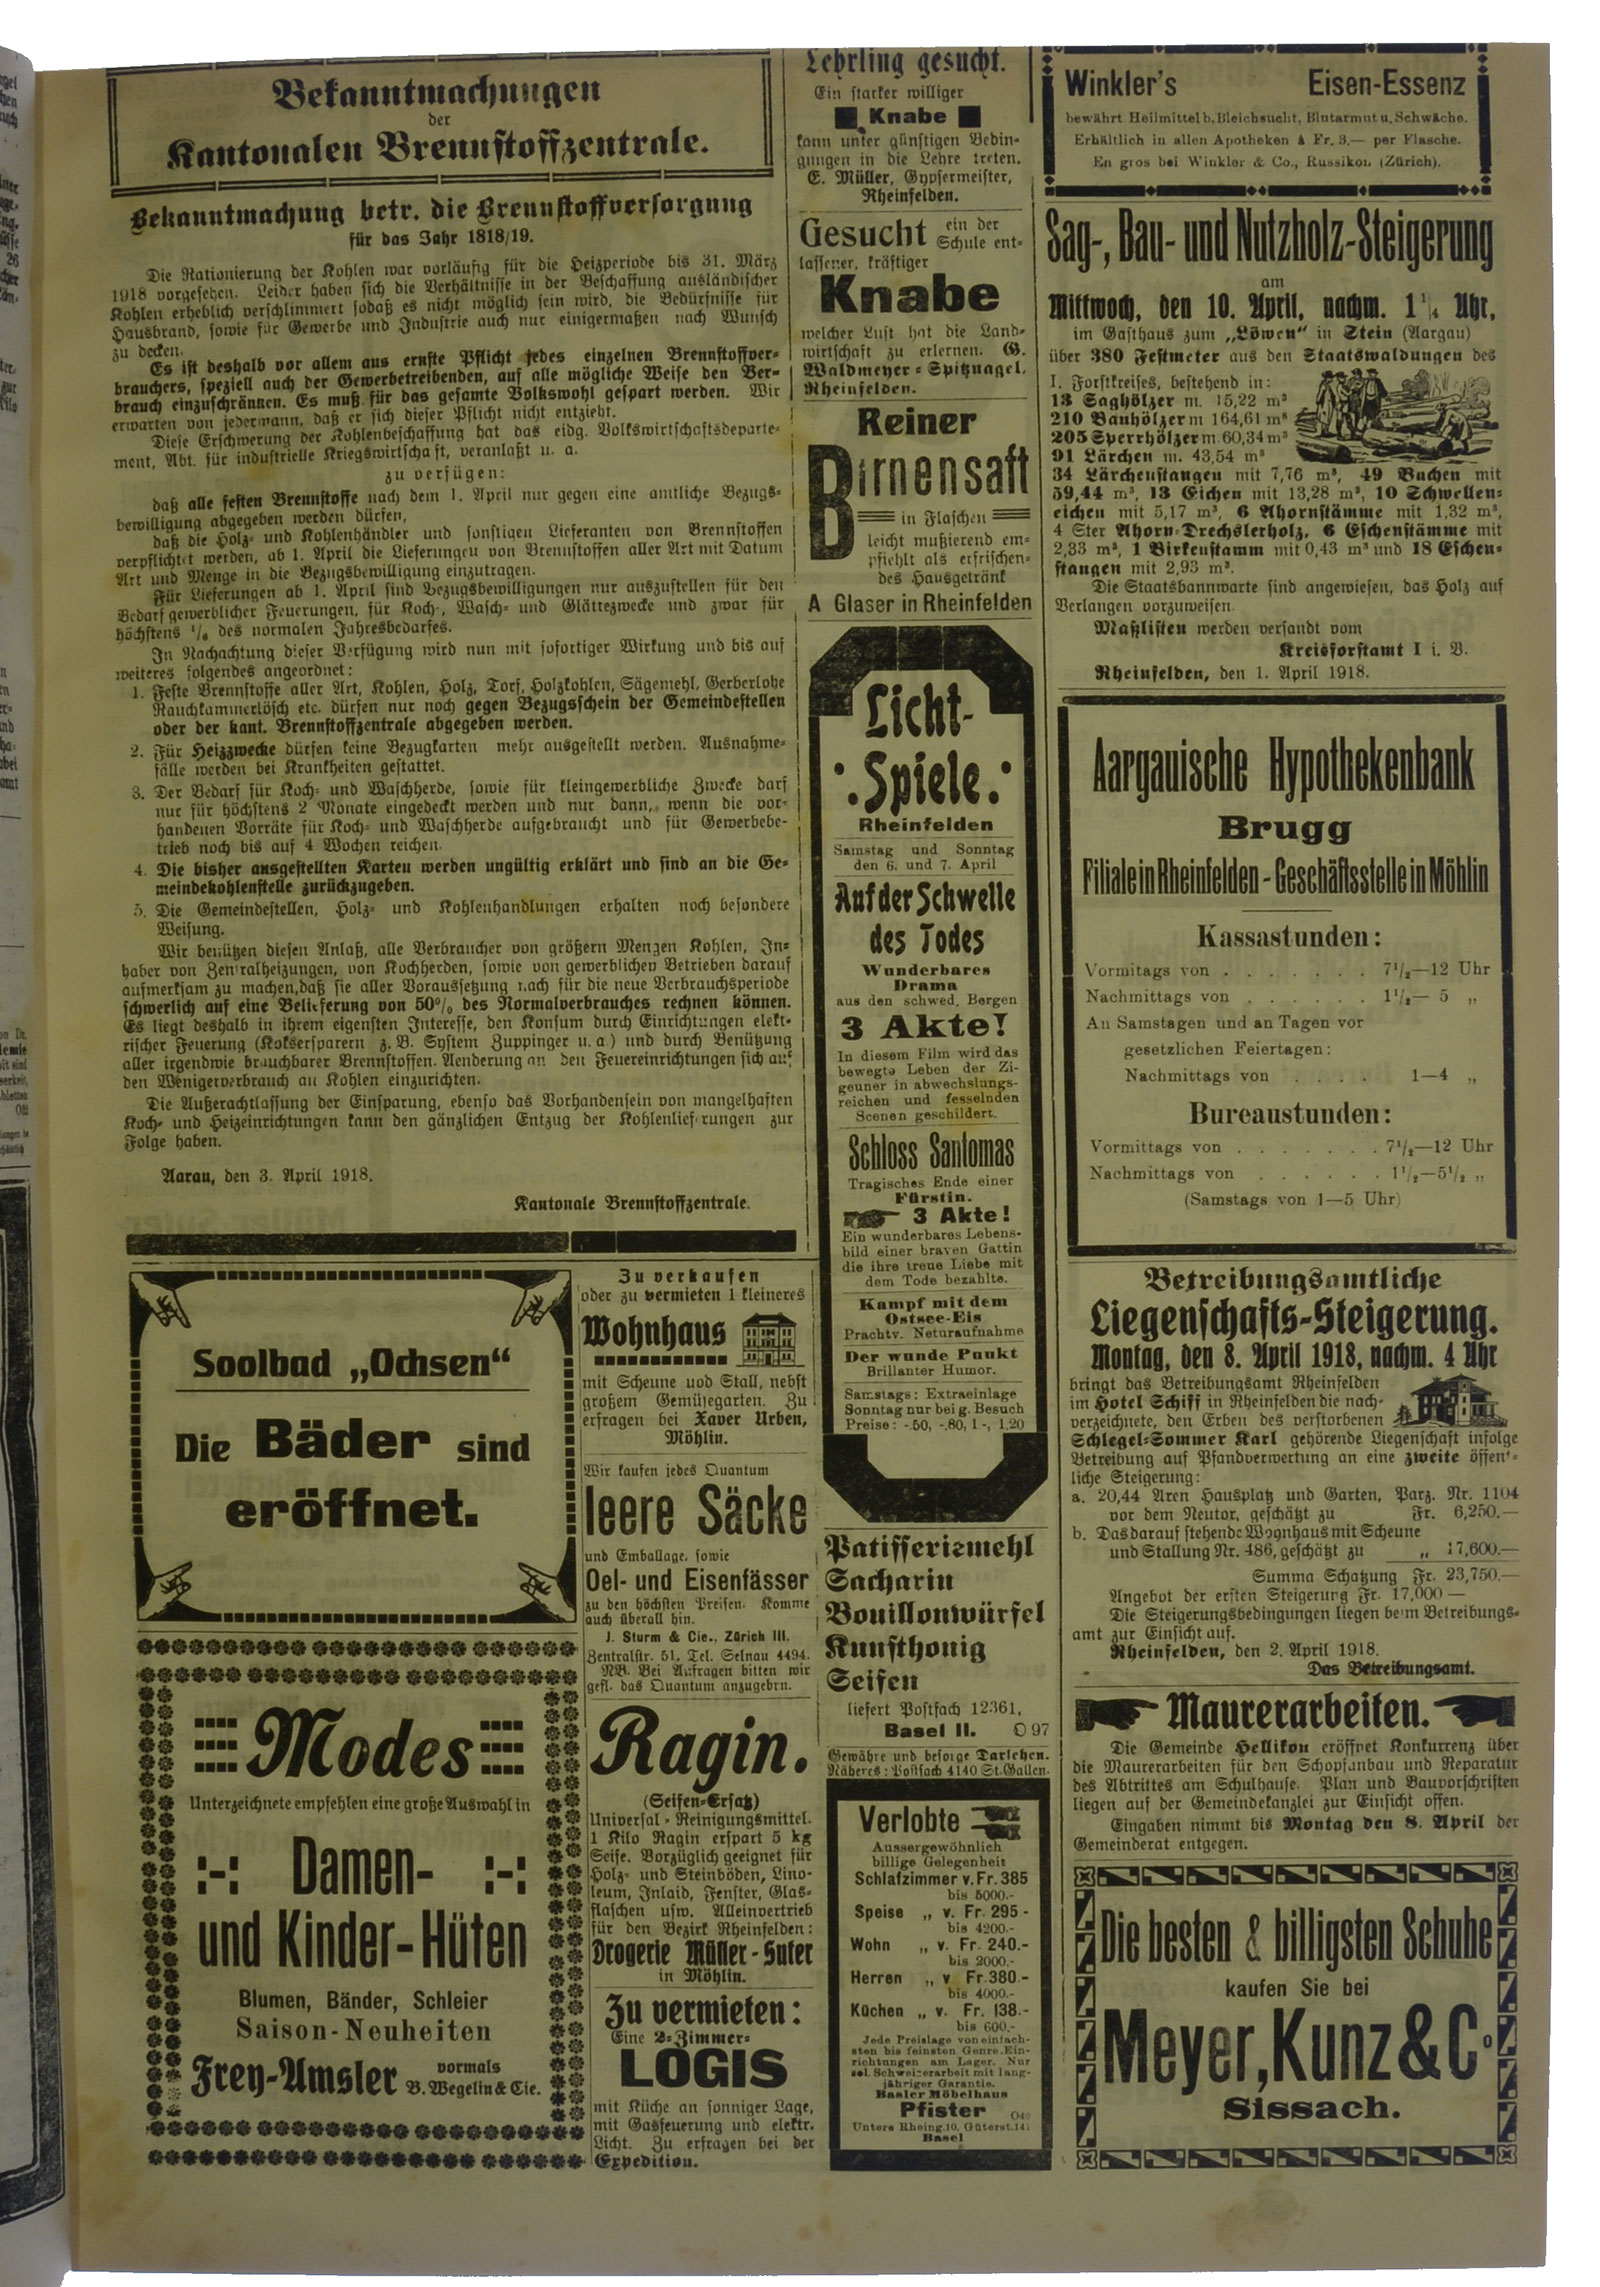 Bekanntmachungen
der
Kantonalen Brennstoffzentrale.
Bekanntmachung betr. die Brennstoffversorgung
für das Jahr 1818/19.
Die Rationierung der Kohlen war vorläufig für die Heizperiode bis 31. März
1918 vorgesehen. Leider haben sich die Verhältnisse in der Beschaffung ausländischer
Kohlen erheblich verschlimmert sodaß es nicht möglich sein wird, die Bedürfnisse für
Hausbrand, sowie für Gewerbe und Industrie auch nur einigermaßen nach Wunsch
zu decken.
Es ist deshalb vor allem aus ernste Pflicht jedes einzelnen Brennstoffver-
brauchers, speziell auch der Gewerbetreibenden, auf alle mögliche Weise den Ver-
brauch einzuschränken. Es muß für das gesamte Volkswohl gespart werden. Wir
erwarten von jedermann, daß er sich dieser Pflicht nicht entzieht.
Diese Erschwerung der Kohlenbeschaffung hat das eidg. Volkswirtschaftsdeparte-
ment, Abt. für industrielle Kriegswirtschaft, veranlaßt u. a.
zu verfügen:
daß alle festen Brennstoffe nach dem 1. April nur gegen eine amtliche Bezugs-
bewilligung abgegeben werden dürfen,
daß die Holz- und Kohlenhändler und sonstigen Lieferanten von Brennstoffen
verpflichtet werden, ab 1. April die Lieferungen von Brennstoffen aller Art mit Datum
Art und Menge in die Bezugsbewilligung einzutragen.
Für Lieferungen ab 1. April sind Bezugsbewilligungen nur auszustellen für den
Bedarf gewerblicher Feuerungen, für Koch-, Wasch- und Glättezwecke und zwar für
höchstens 1/6 des normalen Jahresbedarfes.
In Nachachtung dieser Verfügung wird nun mit sofortiger Wirkung und bis auf
weiteres folgendes angeordnet:
1. Feste Brennstoffe aller Art, Kohlen, Holz, Torf, Holzkohlen, Sägemehl, Gerberlohe
Rauchkammerlösch etc. dürfen nur noch gegen Bezugsschein der Gemeindestellen
oder der kant. Brennstoffzentrale abgegeben werden.
2. Für Heizzwecke dürfen keine Bezugkarten mehr ausgestellt werden. Ausnahme-
fälle werden bei Krankheiten gestattet.
3. Der Bedarf für Koch- und Waschherde, sowie für kleingewerbliche Zwecke darf
nur für höchstens 2 Monate eingedeckt werden und nur dann, wenn die vor-
handenen Vorräte für Koch- und Waschherde aufgebraucht und für Gewerbebe-
trieb noch bis auf 4 Wochen reichen.
4. Die bisher ausgestellten Karten werden ungültig erklärt und sind an die Ge-
meindekohlenstelle zurückzugeben.
5. Die Gemeindestellen, Holz- und Kohlenhandlungen erhalten noch besondere
Weisung.
Wir benützen diesen Anlaß, alle Verbraucher von größern Mengen Kohlen, In-
haber von Zentralheizungen, von Kochherden, sowie von gewerblichen Betrieben darauf
aufmerksam zu machen, daß sie aller Voraussetzung nach für die neue Verbrauchsperiode
schwerlich auf eine Belieferung von 50% des Normalverbrauches rechnen können.
Es liegt deshalb in ihrem eigensten Interesse, den Konsum durch Einrichtungen elekt-
rischer Feuerung (Koksersparern z. B. System Zuppinger u. a) und durch Benützung
aller irgendwie brauchbarer Brennstoffen. Aenderung an den Feuereinrichtungen sich auf
den Wenigerverbrauch an Kohlen einzurichten.
Die Außerachtlassung der Einsparung, ebenso das Vorhandensein von mangelhaften
Koch- und Heizeinrichtungen kann den gänzlichen Entzug der Kohlenlieferungen zur
Folge haben.
Aarau, den 3. April 1918.
Kantonale Brennstoffzentrale.
Soolbad „Ochsen“
Die Bäder sind
eröffnet.
Modes
Unterzeichnete empfehlen eine große Auswahl in
:-: Damen- :-:
und Kinder-Hüten
Blumen, Bänder, Schleier
Saison-Neuheiten
Frey-Amsler vormals
B. Wegelin & Cie.
Zu verkaufen
oder zu vermieten 1 kleineres
Wohnhaus
mit Scheune uod Stall, nebst
großem Gemüsegarten. Zu
erfragen bei Xaver Urben,
Möhlin.
Wir kaufen jedes Quantum
leere Säcke
und Emballage, sowie
Oel- und Eisenfässer
zu den höchsten Preisen. Komme
auch überall hin.
J. Sturm & Cie., Zürich III.
Zentralstr. 51, Tel. Selnau 4494.
NB. Bei Anfragen bitten wir
gefl. das Quantum anzugebrn.
Ragin.
(Seifen-Ersatz)
Universal-Reinigungsmittel.
1 Kilo Ragin erspart 5 kg
Seife. Vorzüglich geeignet für
Holz- und Steinböden, Lino-
leum, Inlaid, Fenster, Glas-
flaschen usw. Alleinvertrieb
für den Bezirk Rheinfelden:
Drogerie Müller-Suter
in Möhlin.
Zu vermieten:
Eine 2-Zimmer-
LOGIS
mit Küche an sonniger Lage,
mit Gasfeuerung und elektr.
Licht. Zu erfragen bei der
Expedition.
Lehrling gesucht.
Ein starker williger
Knabe
kann unter günstigen Bedin-
gungen in die Lehre treten.
E. Müller, Gypsermeister,
Rheinfelden.
Gesucht ein der
Schule ent-
lassener, kräftiger
Knabe
welcher Lust hat die Land-
wirtschaft zu erlernen. G.
Waldmeyer-Spitznagel,
Rheinfelden.
Reiner
Birnensaft
in Flaschen
leicht mußierend em-
pfiehlt als erfrischen-
des Hausgetränk
A Glaser in Rheinfelden
Licht-
Spiele
Rheinfelden
Samstag und Sonntag
den 6. und 7. April
Auf der Schwelle
des Todes
Wunderbares
Drama
aus den schwed. Bergen
3 Akte!
In diesem Film wird das
bewegte Leben der Zi-
geuner in abwechslungs-
reichen und fesselnden
Scenen geschildert.
Schloss Santomas
Tragisches Ende einer
Fürstin.
3 Akte!
Ein wunderbares Lebens-
bild einer braven Gattin
die ihre treue Liebe mit
dem Tode bezahlte.
Kampf mit dem
Ostsee-Eis
Prachtv. Neturaufnahme
Der wunde Punkt
Brillanter Humor.
Samstags: Extraeinlage
Sonntag nur bei g. Besuch
Preise: -.50, -.80, 1-, 1.20
Patisseriemehl
Sacharin
Bouillonwürfel
Kunsthonig
Seifen
liefert Postfach 12361,
Basel II. O 97
Gewähre und besorge Darlehen.
Näheres: Postfach 4140 St. Gallen.
Verlobte
Aussergewöhnlich
billige Gelegenheit
Schlafzimmer v. Fr. 385
bis 5000.-
Speise „ v. Fr. 295 -
bis 4200.-
Wohn „ v. Fr. 240.-
bis 2000.-
Herren „ v Fr. 380.-
bis 4000.-
Küchen „ v. Fr. 138.-
bis 600.-
Jede Preislage von einfach-
sten bis feinsten Genre. Ein-
richtungen am Lager. Nur
sol. Schweizerarbeit mit lang-
jähriger Garantie.
Basler Möbelhaus
Pfister
Untere Rheing. 10, Güterst. 141
Basel
Winkler's Eisen-Essenz
bewährt Heilmittel b. Bleichsucht, Blutarmut u. Schwäche.
Erhältlich in allen Apotheken à Fr. 3.— per Flasche.
En gros bei Winkler & Co., Russikon (Zürich).
Sag-, Bau- und Nutzholz-Steigerung
am
Mittwoch, den 10. April, nachm. 1¼ Uhr,
im Gasthaus zum „Löwen“ in Stein (Aargau)
über 380 Festmeter aus den Staatswaldungen des
I. Forstkreises, bestehend in:
13 Saghölzer m. 15,22 m³
210 Bauhölzer m 164,61 m³
205 Sperrhölzer m 60,34 m³
91 Lärchen m. 43,54 m³
34 Lärchenstangen mit 7,76 m³, 49 Buchen mit
59,44 m³, 13 Eichen mit 13,28 m³, 10 Schwellen-
eichen mit 5,17 m³, 6 Ahornstämme mit 1,32 m³,
4 Ster Ahorn-Drechslerholz, 6 Eschenstämme mit
2,33 m³, 1 Birkenstamm mit 0,43 m³ und 18 Eschen-
stangen mit 2,93 m³.
Die Staatsbannwarte sind angewiesen, das Holz auf
Verlangen vorzuweisen.
Maßlisten werden versandt vom
Kreisforstamt I i. V.
Rheinfelden, den 1. April 1918.
Aargauische Hypothekenbank
Brugg
Filiale in Rheinfelden - Geschäftsstelle in Möhlin
Kassastunden:
Vormitags von . . . . . . . 7½—12 Uhr
Nachmittags von . . . . . . 1½— 5 „
An Samstagen und an Tagen vor
gesetzlichen Feiertagen:
Nachmittags von . . . . 1—4 „
Bureaustunden:
Vormittags von . . . . . . . 7½—12 Uhr
Nachmittags von . . . . . . 1½—5½ „
(Samstags von 1—5 Uhr)
Betreibungsamtliche
Liegenschafts-Steigerung.
Montag, den 8. April 1918, nachm. 4 Uhr
bringt das Betreibungsamt Rheinfelden
im Hotel Schiff in Rheinfelden die nach-
verzeichnete, den Erben des verstorbenen
Schlegel-Sommer Karl gehörende Liegenschaft infolge
Betreibung auf Pfandverwertung an eine zweite öffent-
liche Steigerung:
a. 20,44 Aren Hausplatz und Garten, Parz. Nr. 1104
vor dem Neutor, geschätzt zu Fr. 6,250.—
b. Das darauf stehende Wognhaus mit Scheune
und Stallung Nr. 486, geschätzt zu „ 17,600.—
Summa Schatzung Fr. 23,750.—
Angebot der ersten Steigerung Fr. 17,000 —
Die Steigerungsbedingungen liegen beim Betreibungs-
amt zur Einsicht auf.
Rheinfelden, den 2. April 1918.
Das Betreibungsamt.
Maurerarbeiten.
Die Gemeinde Hellikon eröffnet Konkurrenz über
die Maurerarbeiten für den Schopfanbau und Reparatur
des Abtrittes am Schulhause. Plan und Bauvorschriften
liegen auf der Gemeindekanzlei zur Einsicht offen.
Eingaben nimmt bis Montag den 8. April der
Gemeinderat entgegen.
Die besten & billigsten Schuhe
kaufen Sie bei
Meyer, Kunz & Co
Sissach.